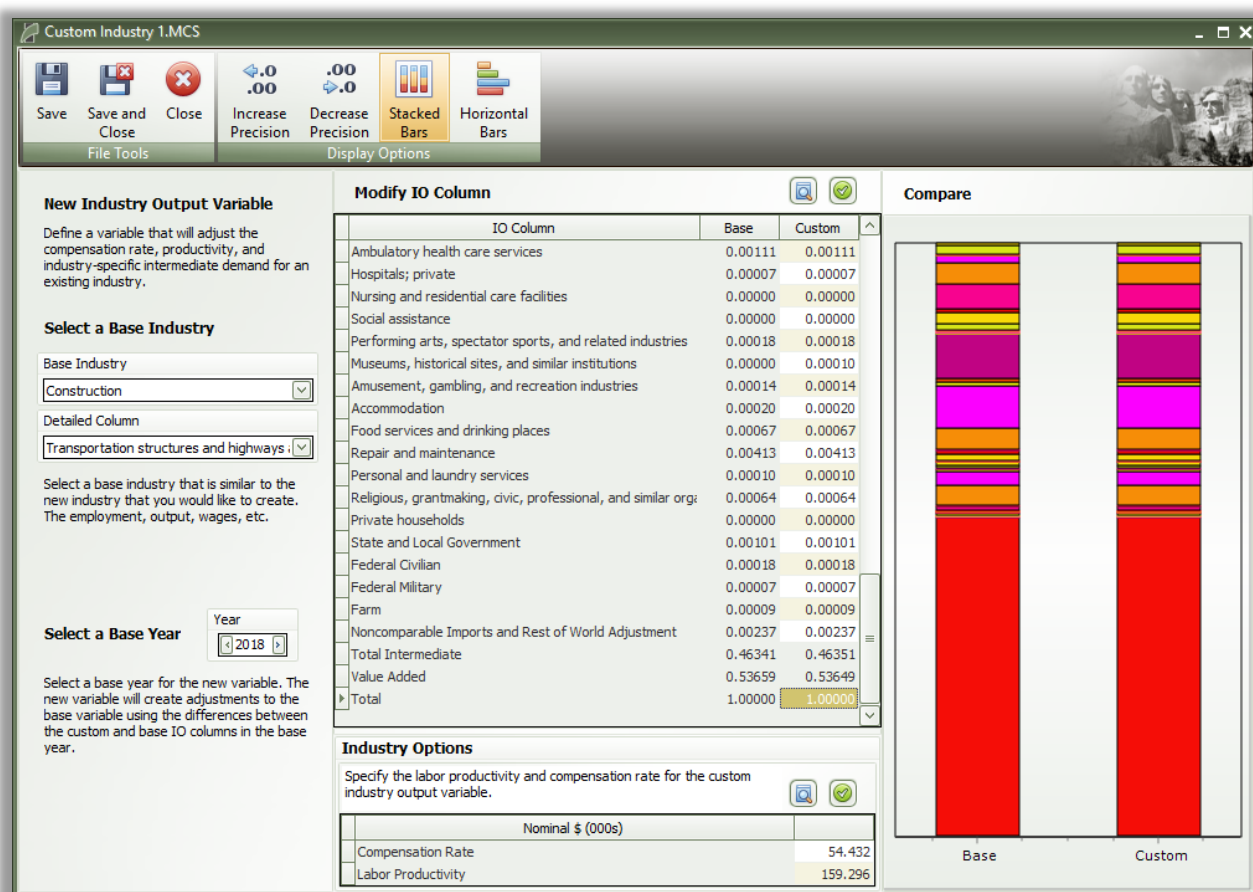 Custom Industry 1.MCS
Save
Save and Close
Close
Increase Precision
Decrease Precision
Stacked Bars
Horizontal Bars
File Tools
Display Options
New Industry Output Variable
Define a variable that will adjust the
compensation rate, productivity, and
industry-specific intermediate demand for an
existing industry.
Select a Base Industry
Base Industry
Construction
Detailed Column
Transportation structures and highways
Select a base industry that is similar to the
new industry that you would like to create.
The employment, output, wages, etc.
Select a Base Year
Year
2018
Select a base year for the new variable. The
new variable will create adjustments to the
base variable using the differences between
the custom and base IO columns in the base
year.
Modify IO Column
IO Column Base Custom
Ambulatory health care services 0.00111 0.00111
Hospitals; private 0.00007 0.00007
Nursing and residential care facilities 0.00000 0.00000
Social assistance 0.00000 0.00000
Performing arts, spectator sports, and related industries 0.00018 0.00018
Museums, historical sites, and similar institutions 0.00000 0.00010
Amusement, gambling, and recreation industries 0.00014 0.00014
Accommodation 0.00020 0.00020
Food services and drinking places 0.00067 0.00067
Repair and maintenance 0.00413 0.00413
Personal and laundry services 0.00010 0.00010
Religious, grantmaking, civic, professional, and similar orga 0.00064 0.00064
Private households 0.00000 0.00000
State and Local Government 0.00101 0.00101
Federal Civilian 0.00018 0.00018
Federal Military 0.00007 0.00007
Farm 0.00009 0.00009
Noncomparable Imports and Rest of World Adjustment 0.00237 0.00237
Total Intermediate 0.46341 0.46351
Value Added 0.53659 0.53649
Total 1.00000 1.00000
Industry Options
Specify the labor productivity and compensation rate for the custom
industry output variable.
Nominal $ (000s)
Compensation Rate 54.432
Labor Productivity 159.296
Compare
Base Custom